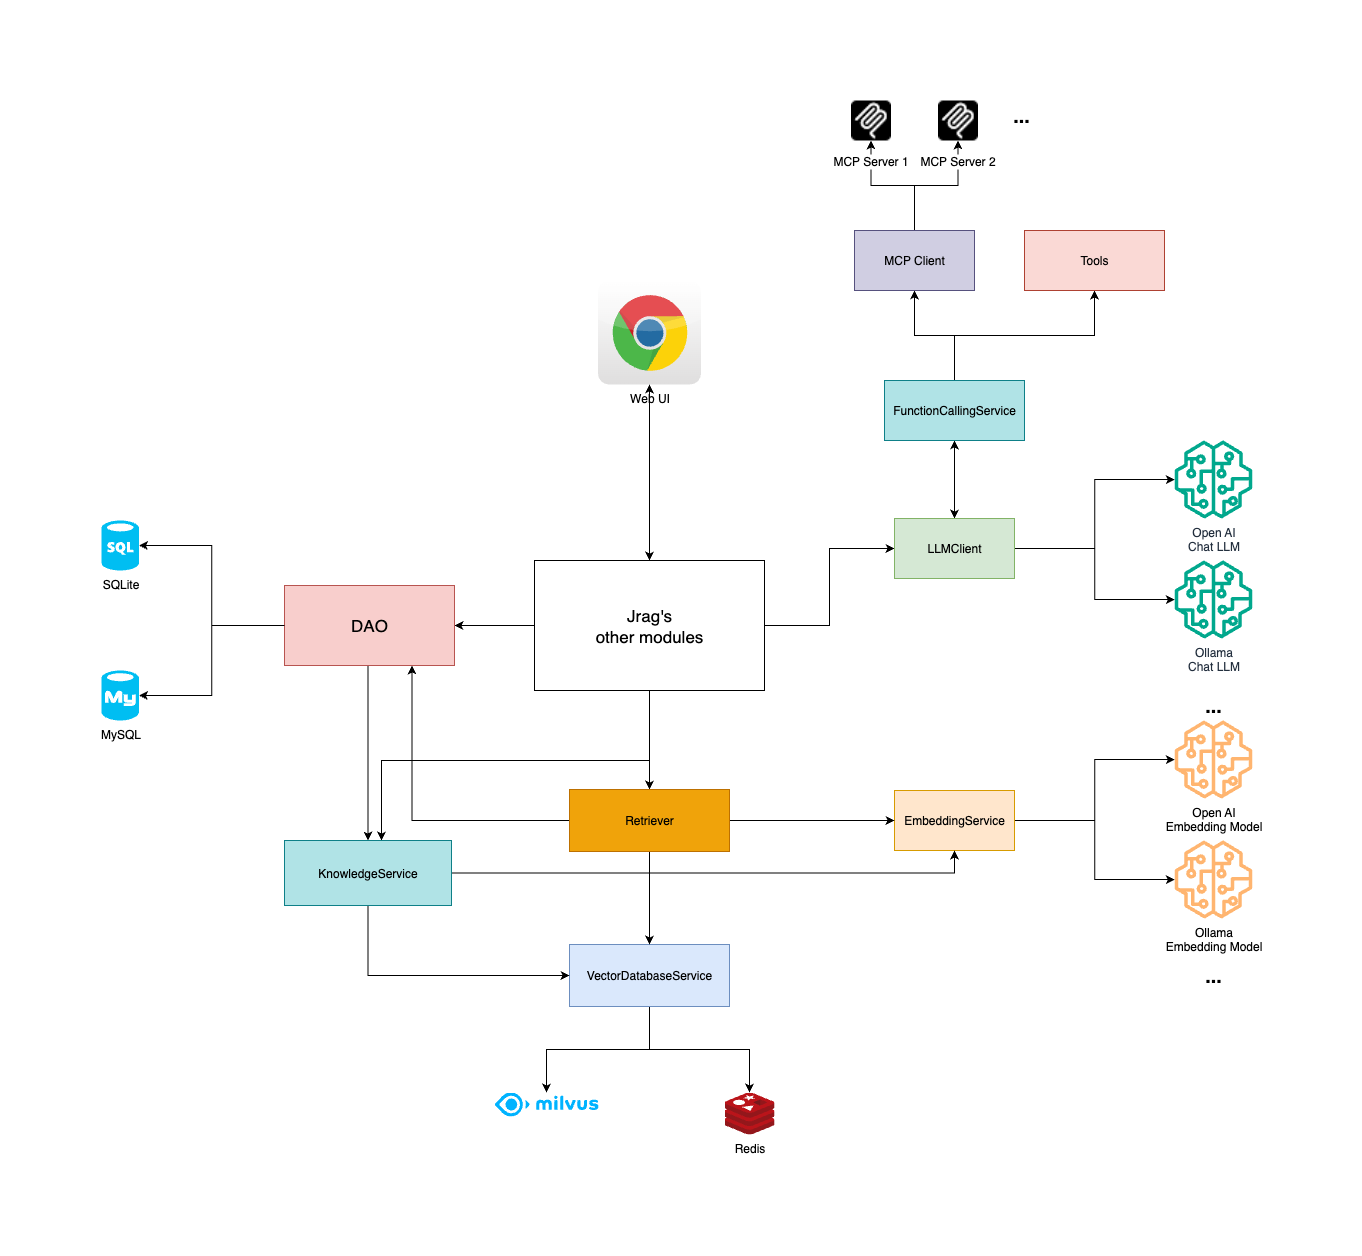 ...
MCP Server 1
MCP Server 2
MCP Client
Tools
Web UI
FunctionCallingService
Open AI
Chat LLM
SQL
SQLite
LLMClient
DAO
Jrag's
other modules
Ollama
Chat LLM
My
MySQL
...
Retriever
EmbeddingService
Open AI
Embedding Model
KnowledgeService
Ollama
Embedding Model
VectorDatabaseService
...
milvus
Redis